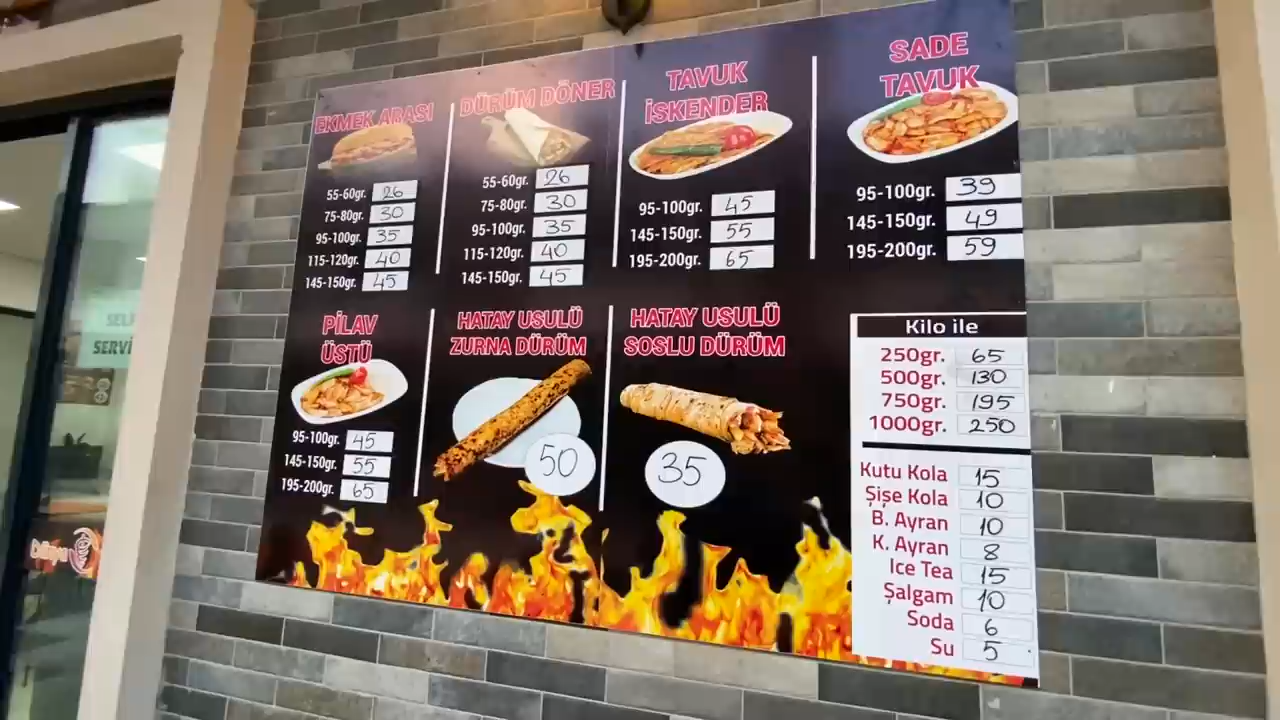 EKMEK ARASI
55-60gr. 26
75-80gr. 30
95-100gr. 35
115-120gr. 40
145-150gr. 45
DÜRÜM DÖNER
55-60gr. 26
75-80gr. 30
95-100gr. 35
115-120gr. 40
145-150gr. 45
TAVUK
İSKENDER
95-100gr. 45
145-150gr. 55
195-200gr. 65
SADE
TAVUK
95-100gr. 39
145-150gr. 49
195-200gr. 59
PİLAV
ÜSTÜ
95-100gr. 45
145-150gr. 55
195-200gr. 65
HATAY USULÜ
ZURNA DÜRÜM
50
HATAY USULÜ
SOSLU DÜRÜM
35
Kilo ile
250gr. 65
500gr. 130
750gr. 195
1000gr. 250
Kutu Kola 15
Şişe Kola 10
B. Ayran 10
K. Ayran 8
Ice Tea 15
Şalgam 10
Soda 6
Su 5
SELF
SERVİ